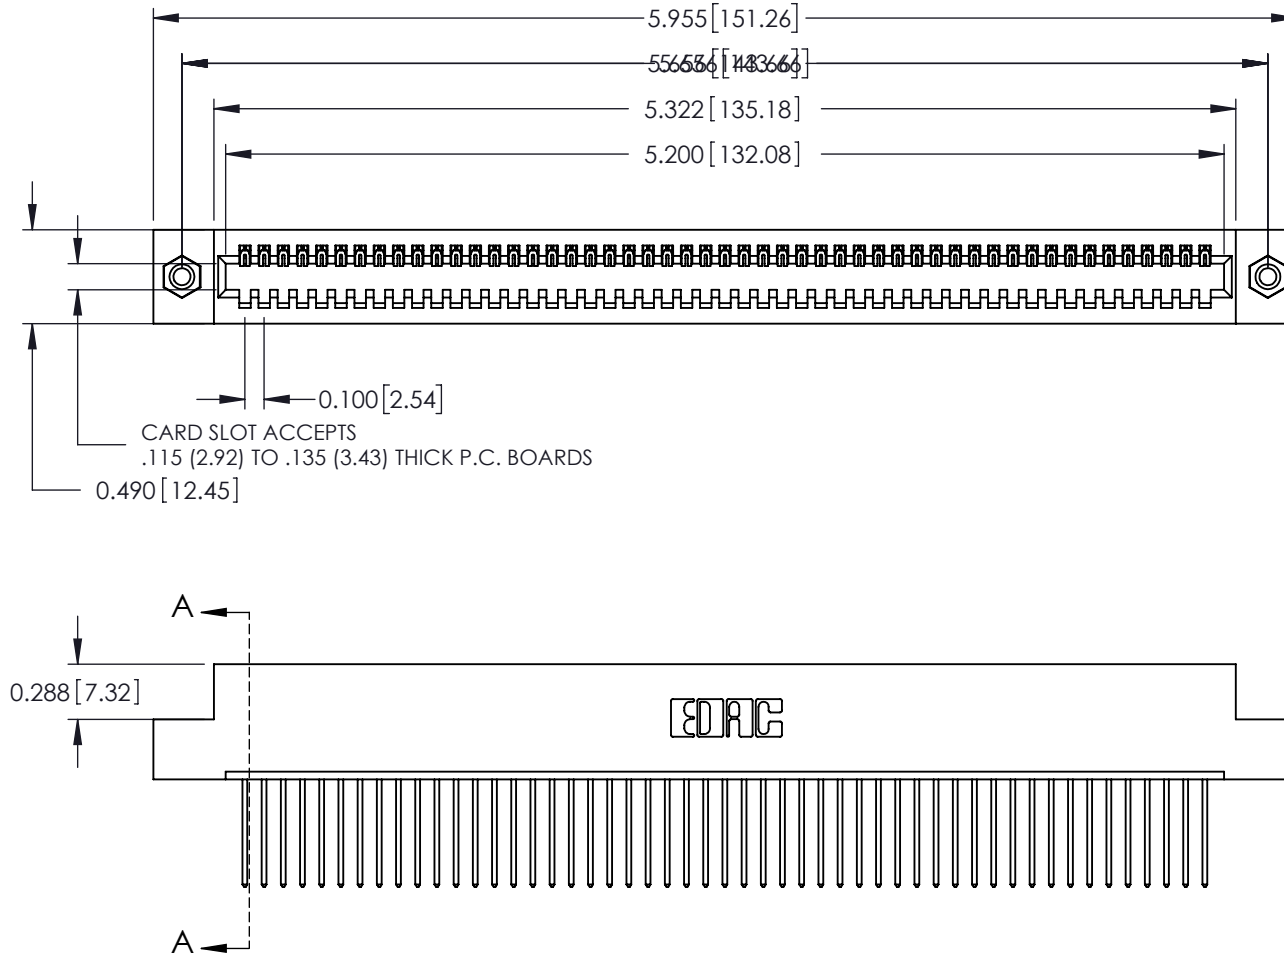 5.955[151.26]
5.322[135.18]
5.200[132.08]
0.100[2.54]
CARD SLOT ACCEPTS
.115 (2.92) TO .135 (3.43) THICK P.C. BOARDS
0.490[12.45]
A
0.288[7.32]
EDAC
A